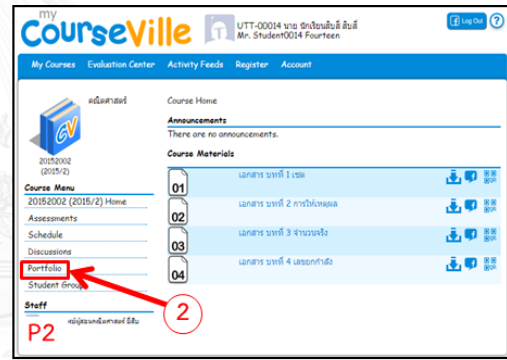 my
CourseVille
UTT-00014 นาย นักเรียนสิบสี่ สิบสี่
Mr. Student0014 Fourteen
Log Out
?
My Courses Evaluation Center Activity Feeds Register Account
คณิตศาสตร์
CV
20152002
(2015/2)
Course Menu
20152002 (2015/2) Home
Assessments
Schedule
Discussions
Portfolio
Student Group
Staff
P2
2
Course Home
Announcements
There are no announcements.
Course Materials
01 เอกสาร บทที่ 1 เซต
02 เอกสาร บทที่ 2 การให้เหตุผล
03 เอกสาร บทที่ 3 จำนวนจริง
04 เอกสาร บทที่ 4 เลขยกกำลัง